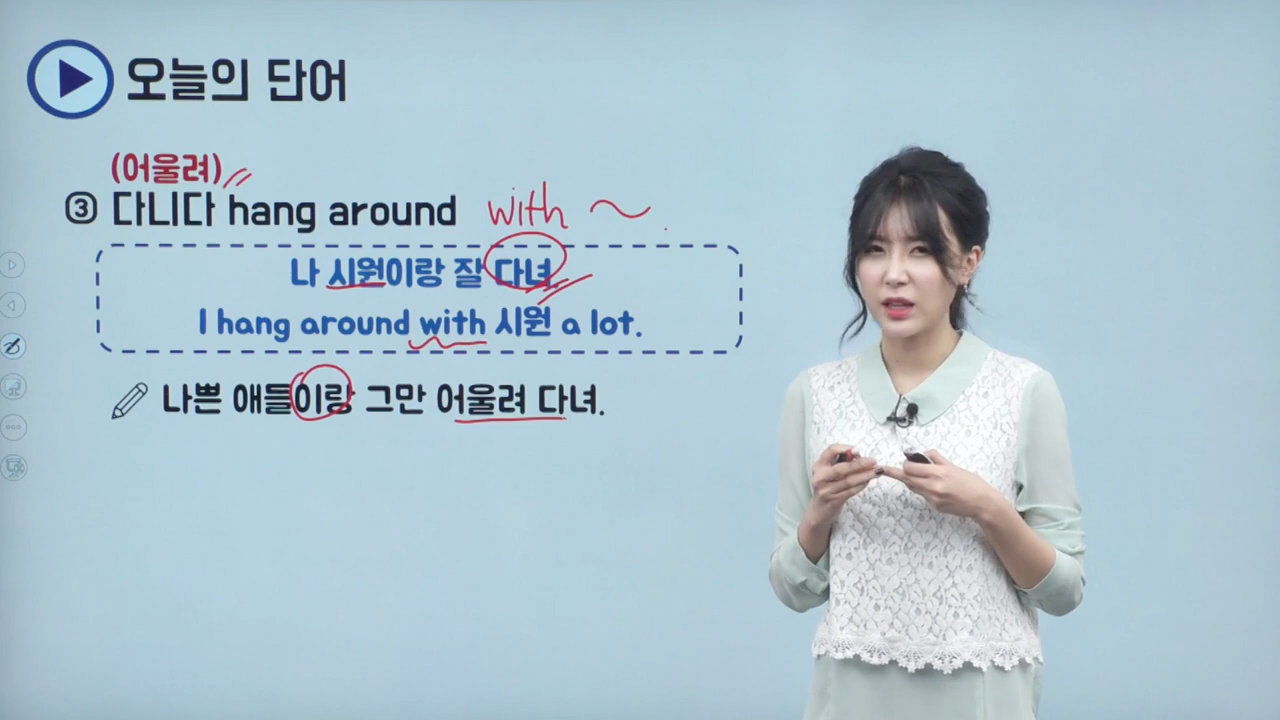 오늘의 단어
(어울려)
③ 다니다 hang around with ~
나 시원이랑 잘 다녀.
I hang around with 시원 a lot.
나쁜 애들이랑 그만 어울려 다녀.